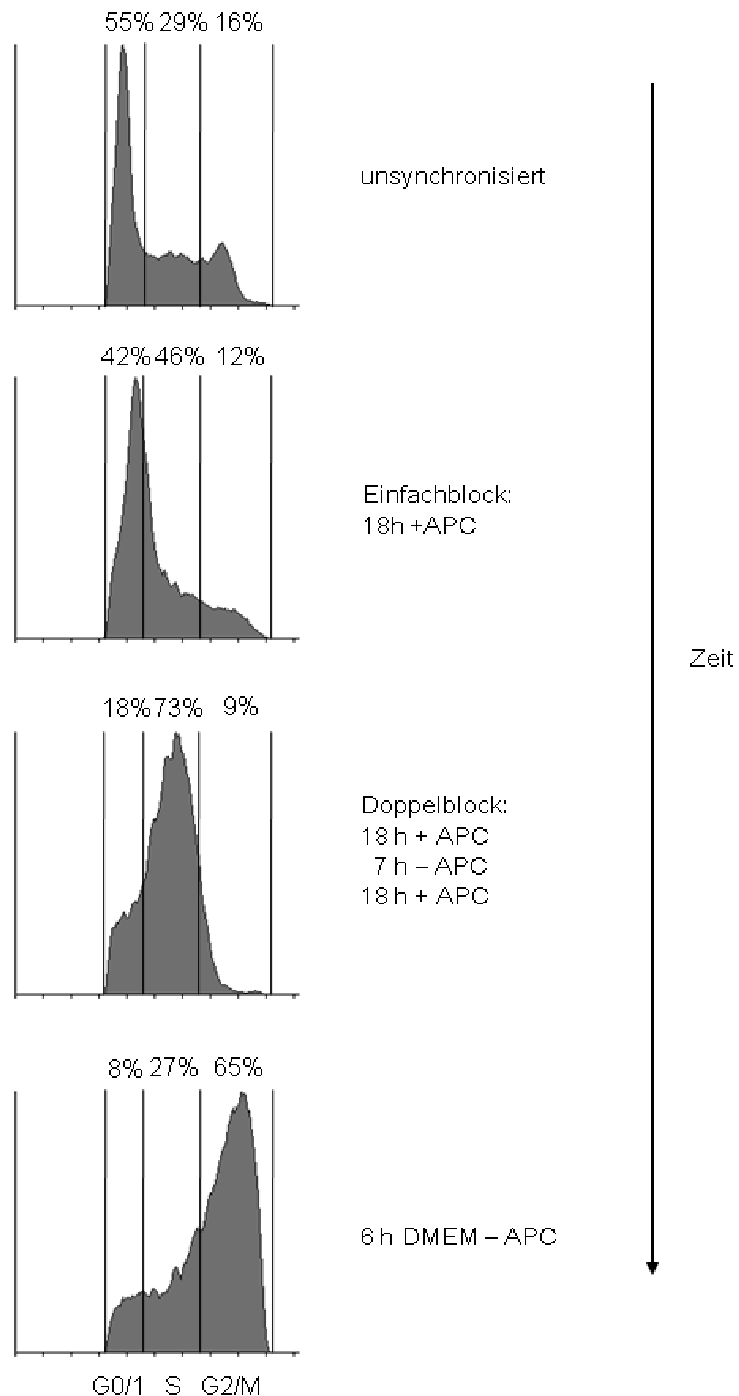 55% 29% 16%
unsynchronisiert
42% 46% 12%
Einfachblock:
18h +APC
Zeit
18% 73% 9%
Doppelblock:
18 h + APC
7 h – APC
18 h + APC
8% 27% 65%
6 h DMEM – APC
G0/1 S G2/M